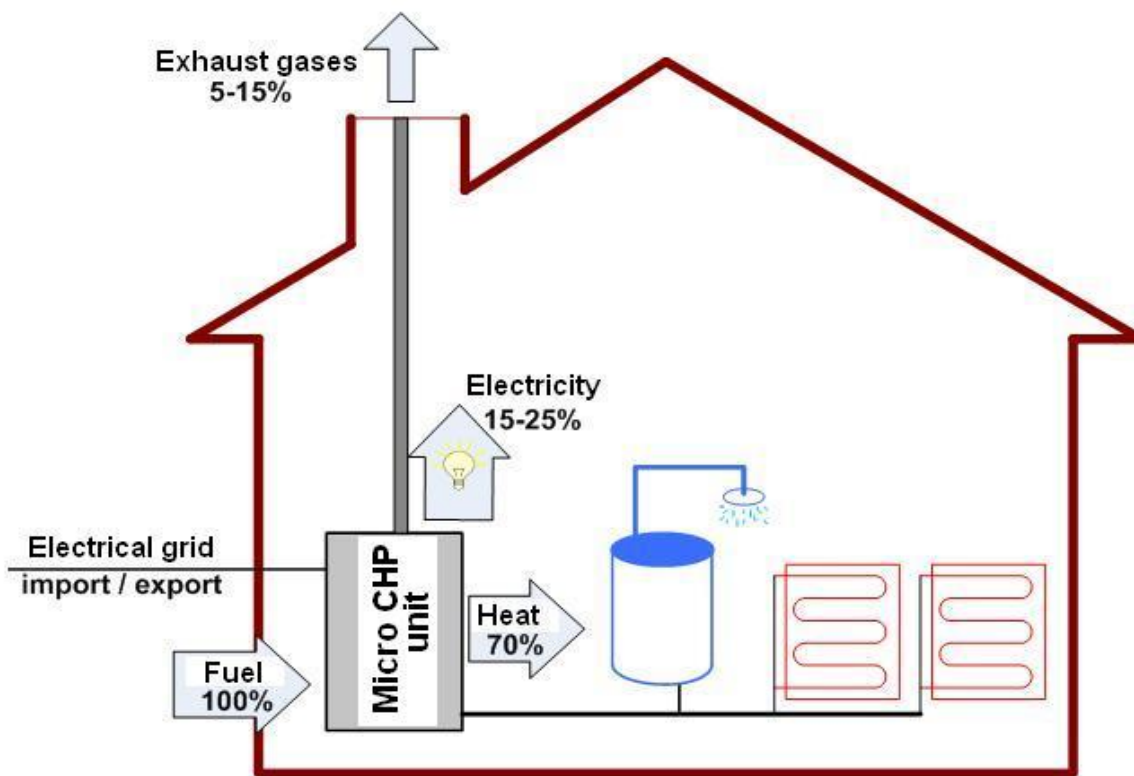 Exhaust gases
5-15%
Electricity
15-25%
Electrical grid
import / export
Micro CHP
unit
Heat
70%
Fuel
100%